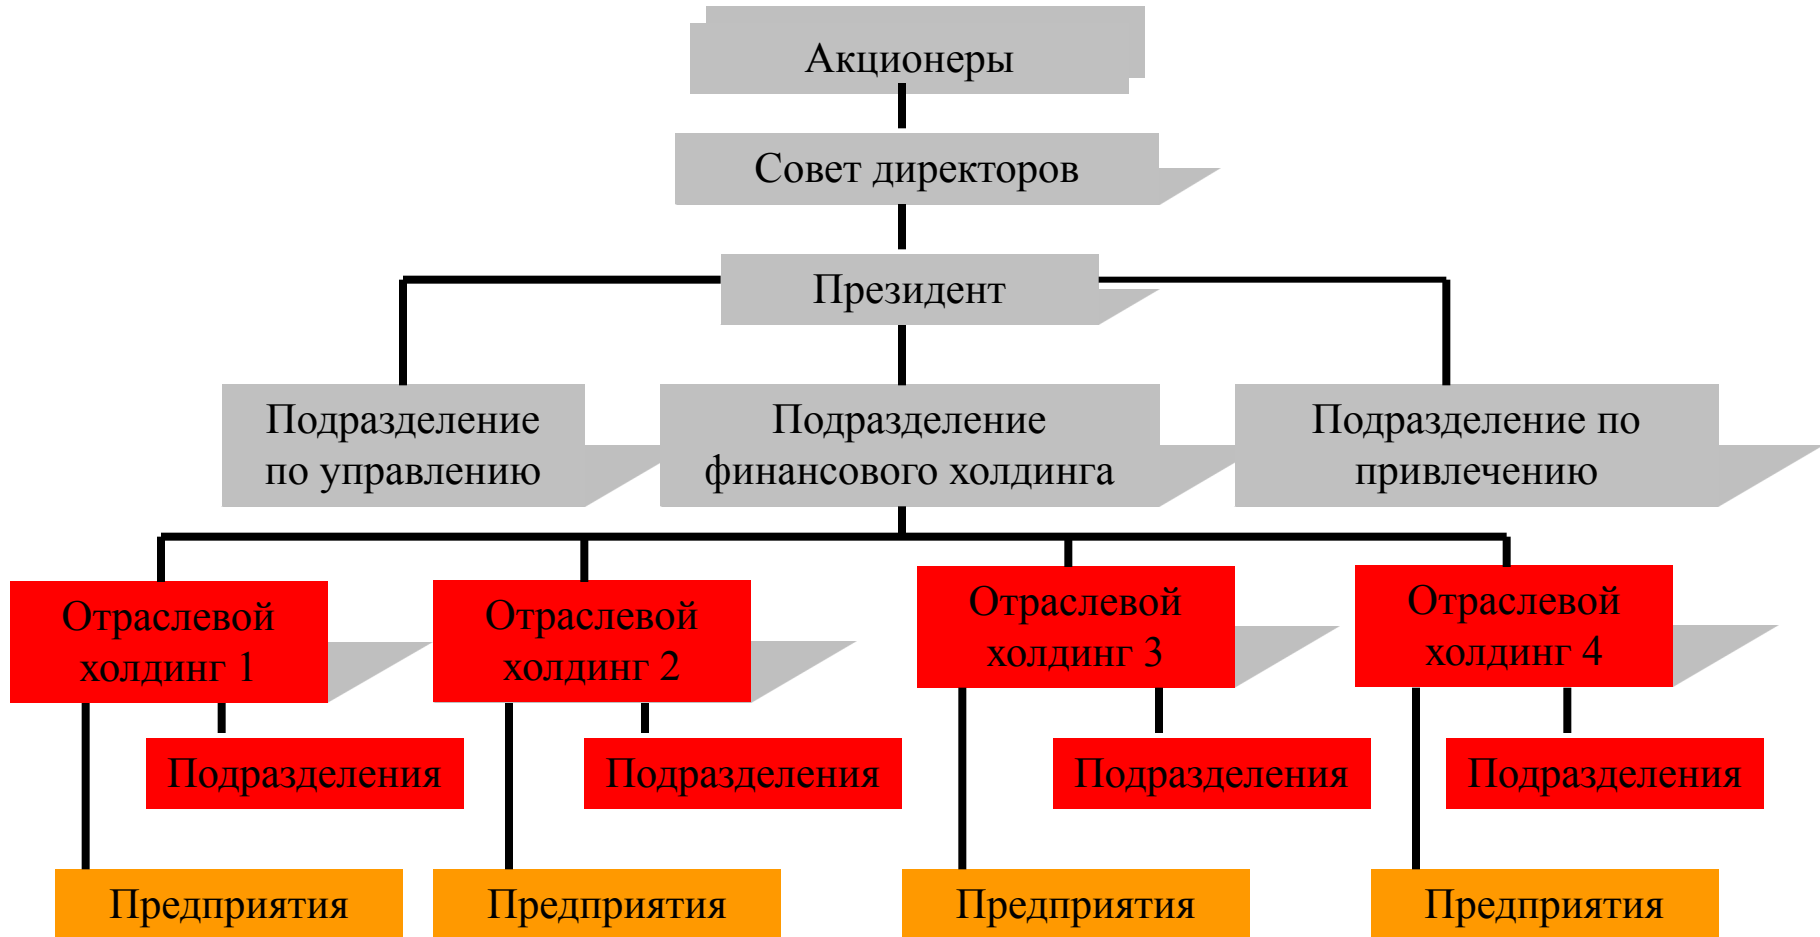 Акционеры
Совет директоров
Президент
Подразделение
по управлению
Подразделение
финансового холдинга
Подразделение по
привлечению
Отраслевой
холдинг 1
Отраслевой
холдинг 2
Отраслевой
холдинг 3
Отраслевой
холдинг 4
Подразделения
Подразделения
Подразделения
Подразделения
Предприятия
Предприятия
Предприятия
Предприятия